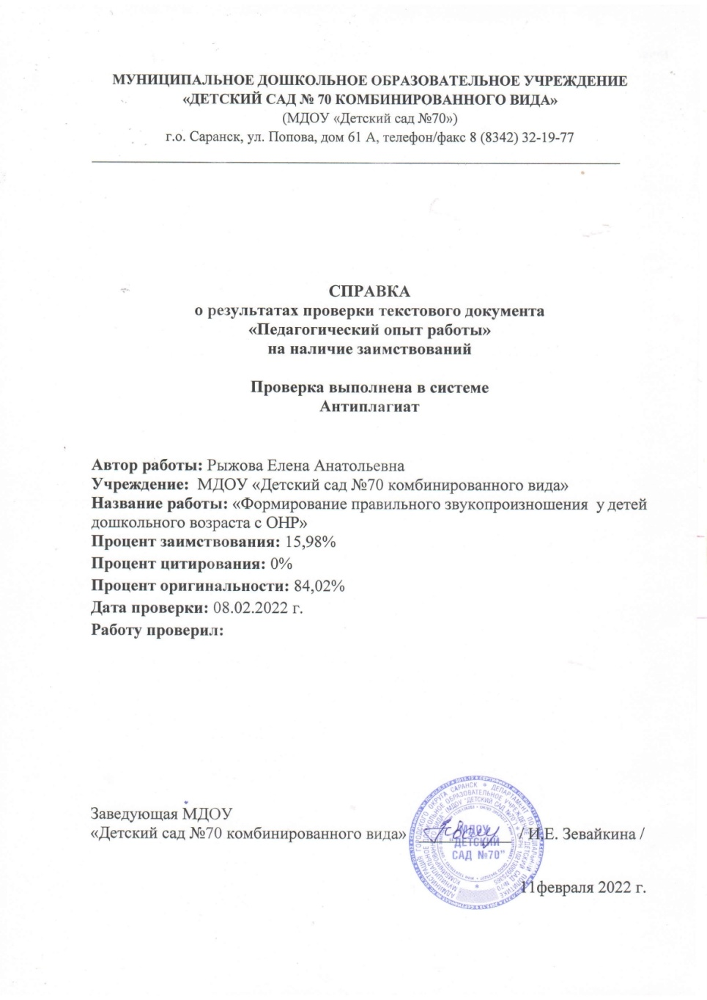 МУНИЦИПАЛЬНОЕ ДОШКОЛЬНОЕ ОБРАЗОВАТЕЛЬНОЕ УЧРЕЖДЕНИЕ
«ДЕТСКИЙ САД № 70 КОМБИНИРОВАННОГО ВИДА»
(МДОУ «Детский сад №70»)
г.о. Саранск, ул. Попова, дом 61 А, телефон/факс 8 (8342) 32-19-77
СПРАВКА
о результатах проверки текстового документа
«Педагогический опыт работы»
на наличие заимствований
Проверка выполнена в системе
Антиплагиат
Автор работы: Рыжова Елена Анатольевна
Учреждение: МДОУ «Детский сад №70 комбинированного вида»
Название работы: «Формирование правильного звукопроизношения у детей
дошкольного возраста с ОНР»
Процент заимствования: 15,98%
Процент цитирования: 0%
Процент оригинальности: 84,02%
Дата проверки: 08.02.2022 г.
Работу проверил:
Заведующая МДОУ
«Детский сад №70 комбинированного вида» / И.Е. Зевайкина /
МДОУ
"ДЕТСКИЙ
САД №70"
11февраля 2022 г.